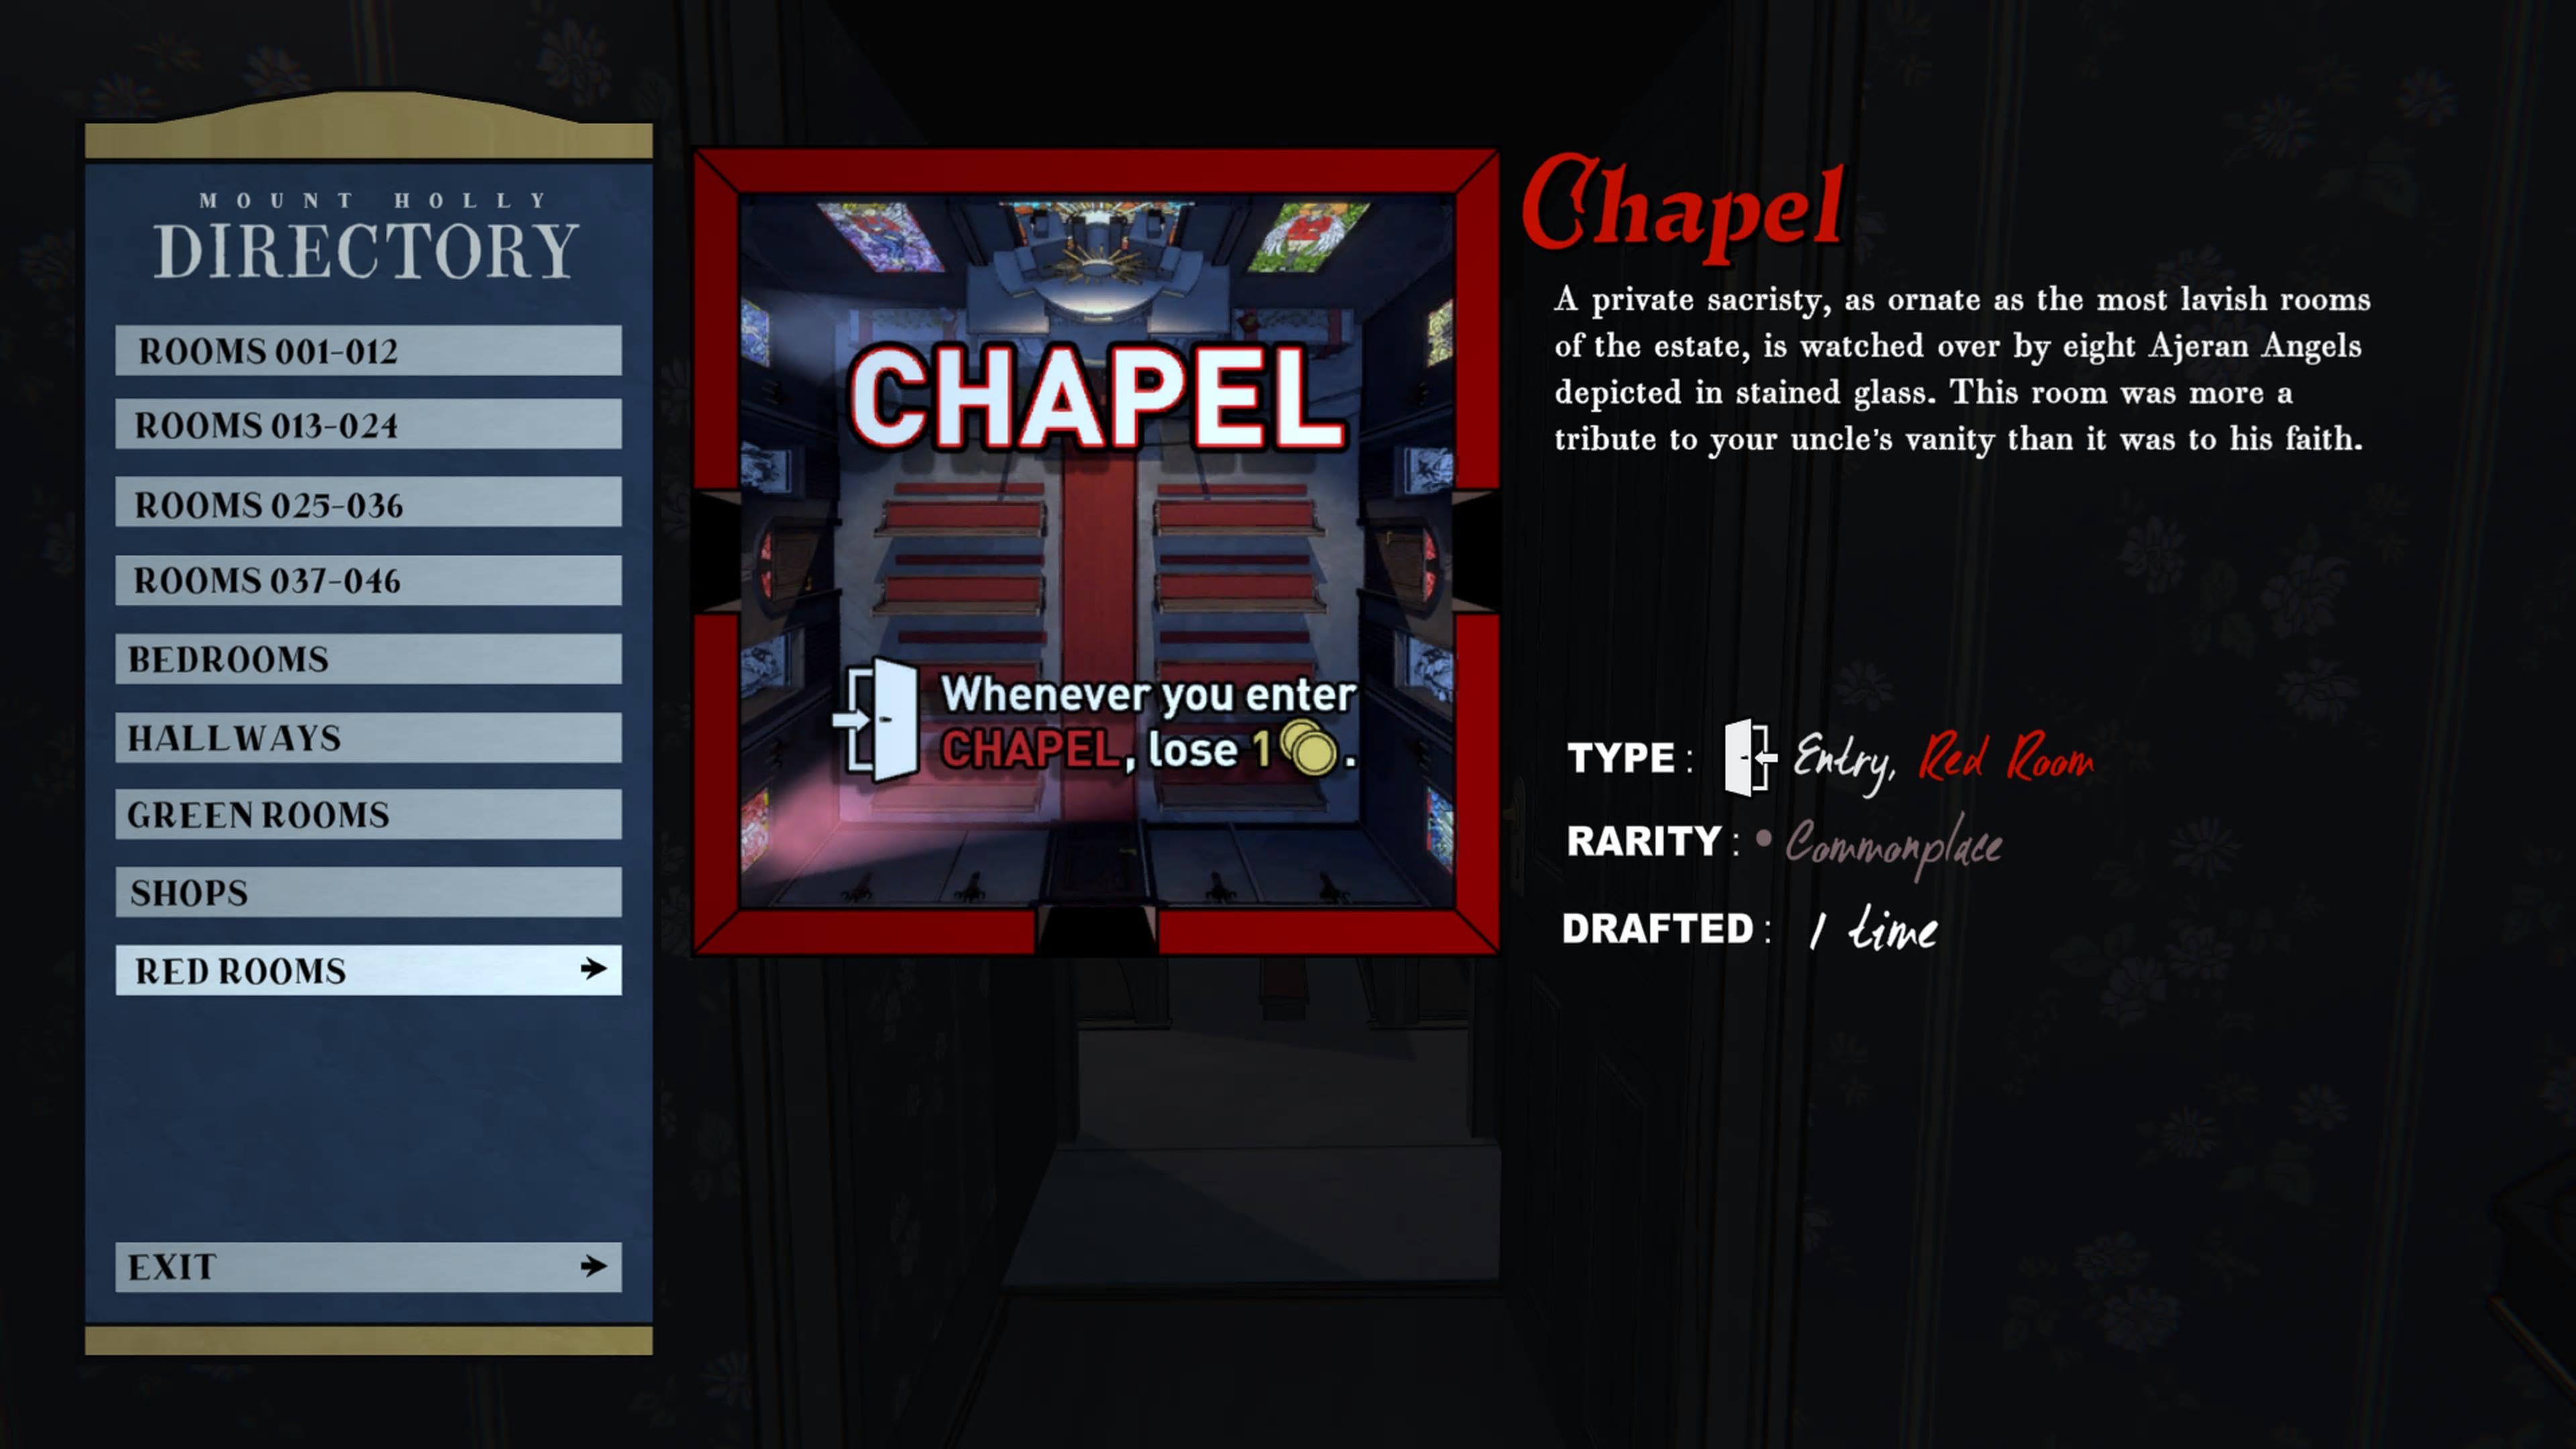 MOUNT HOLLY
DIRECTORY
ROOMS 001-012
ROOMS 013-024
ROOMS 025-036
ROOMS 037-046
BEDROOMS
HALLWAYS
GREEN ROOMS
SHOPS
RED ROOMS
EXIT
CHAPEL
Whenever you enter
CHAPEL, lose 1.
Chapel
A private sacristy, as ornate as the most lavish rooms
of the estate, is watched over by eight Ajeran Angels
depicted in stained glass. This room was more a
tribute to your uncle's vanity than it was to his faith.
TYPE : Entry, Red Room
RARITY : • Commonplace
DRAFTED : 1 time